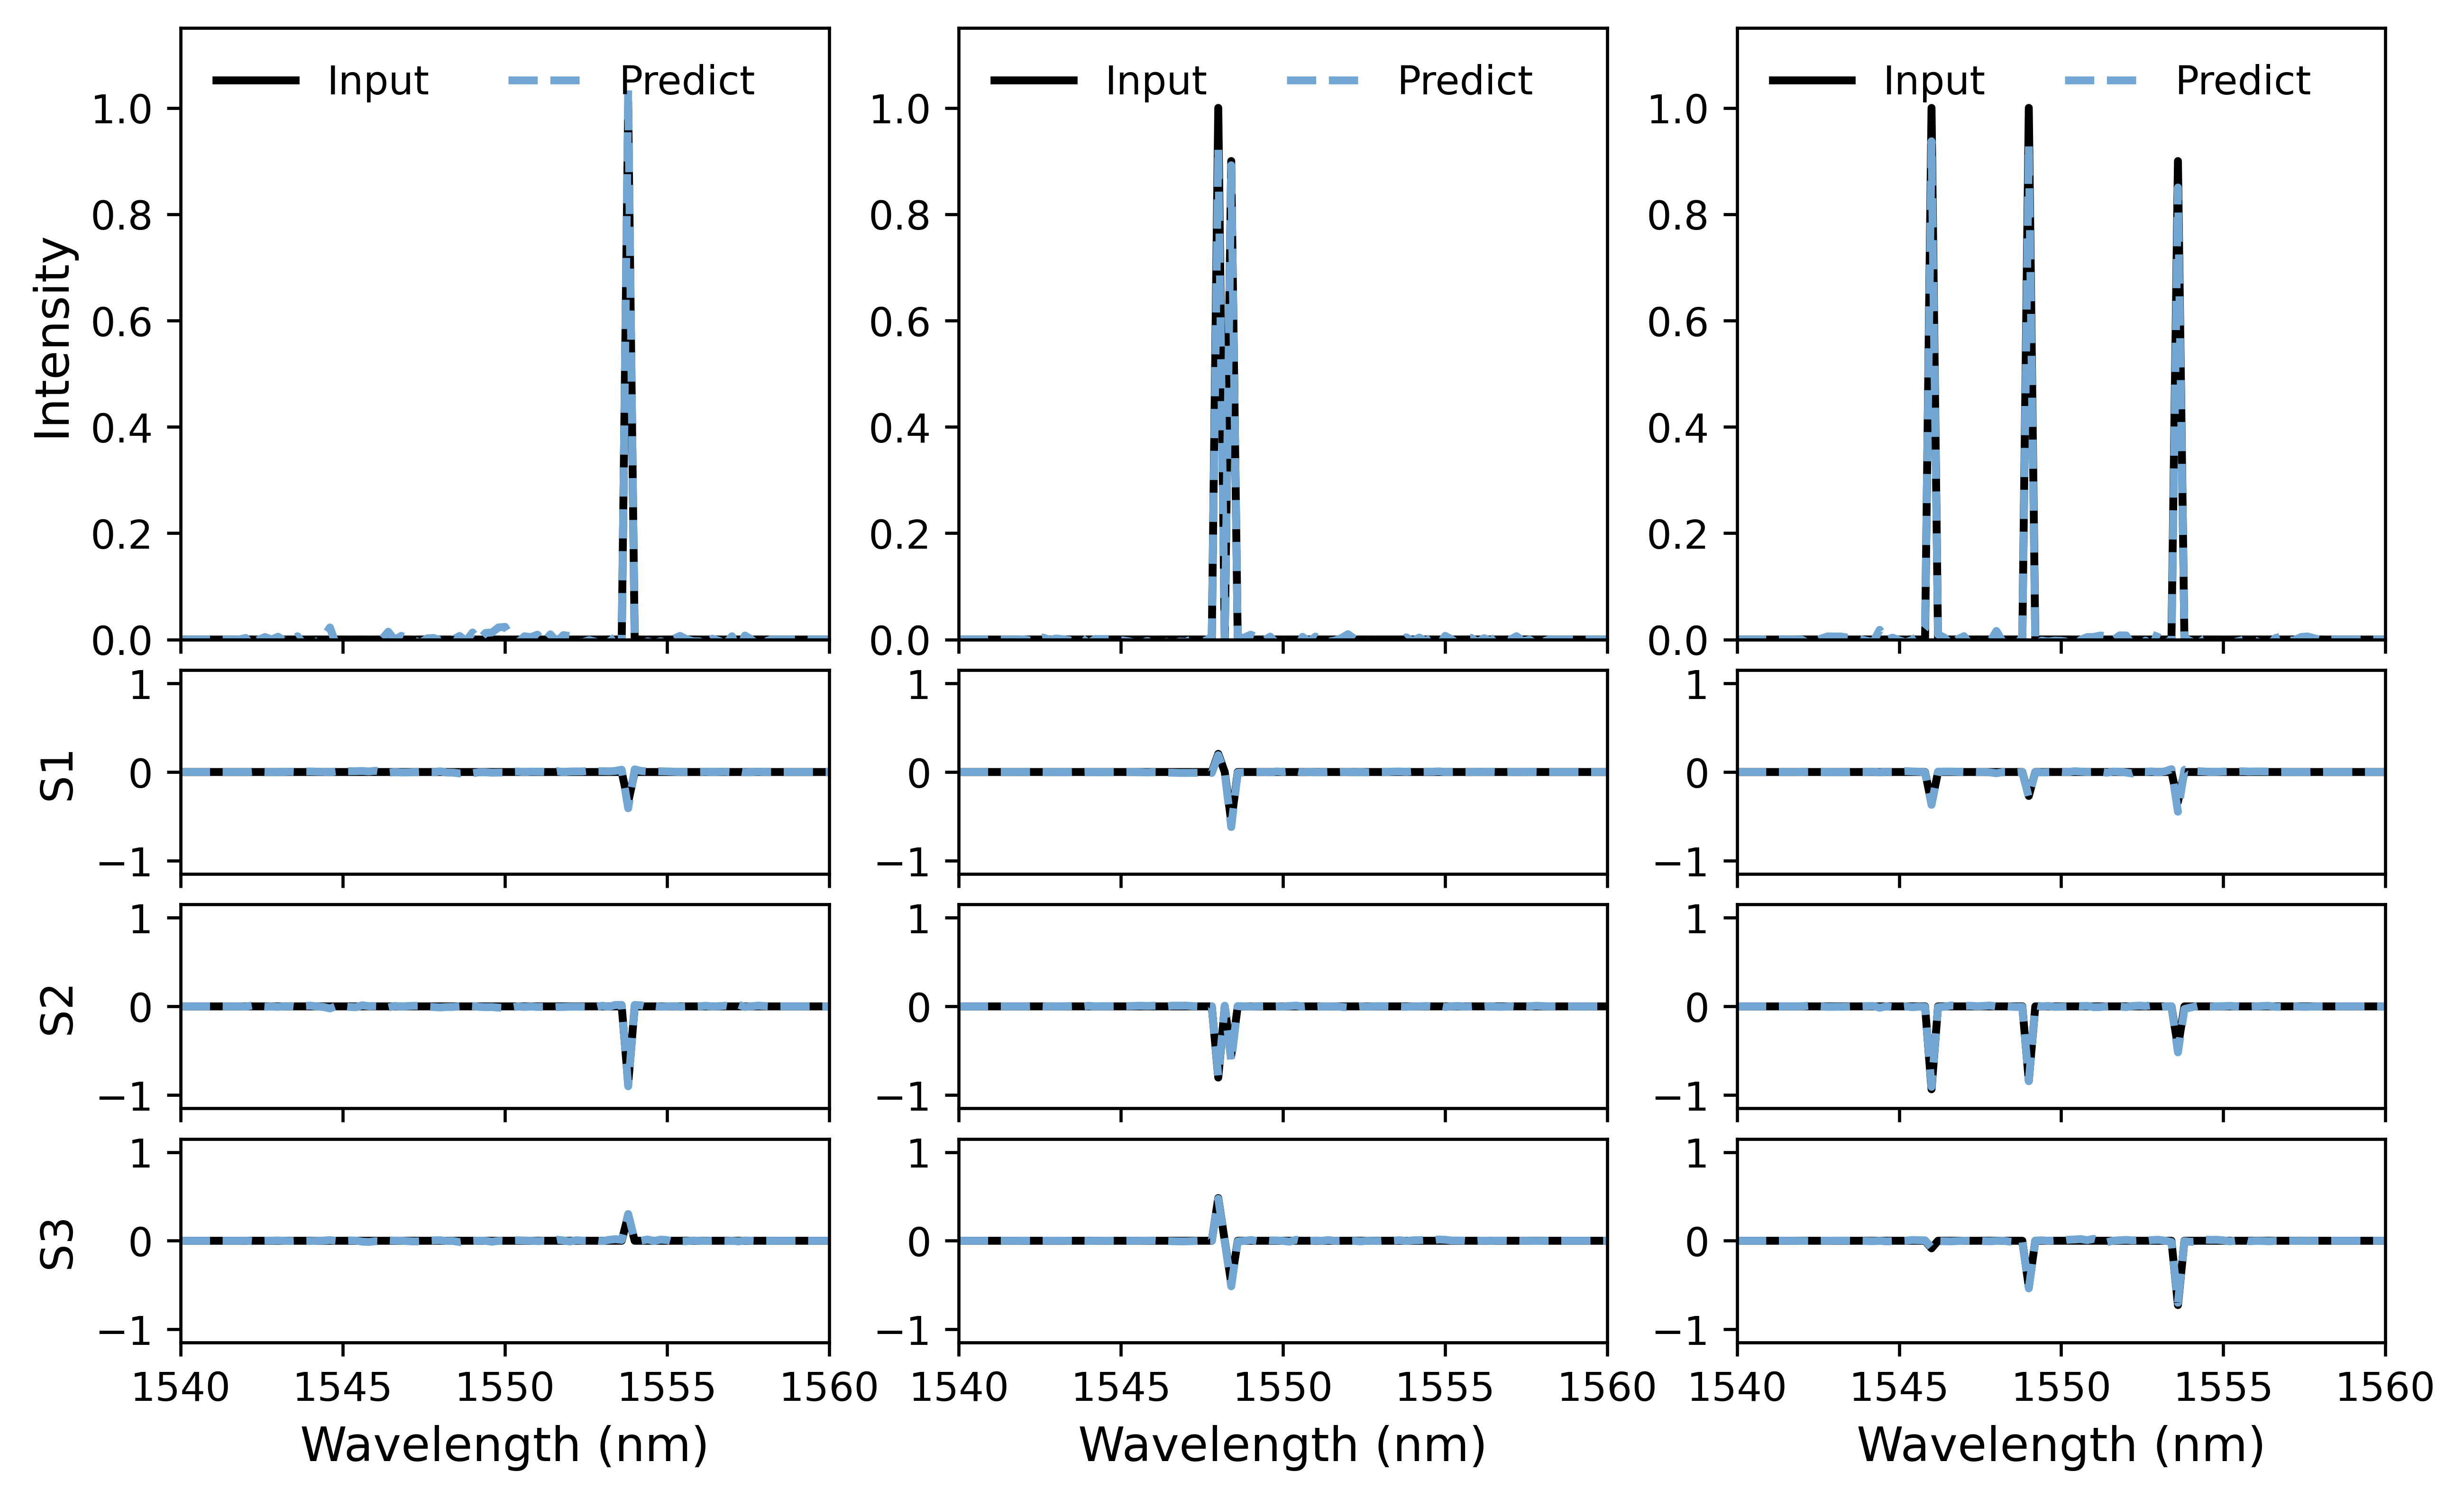 Input Predict Input Predict Input Predict
1.0 1.0 1.0
0.8 0.8 0.8
0.6 0.6 0.6
0.4 0.4 0.4
0.2 0.2 0.2
0.0 0.0 0.0
Intensity
1 1 1
0 0 0
−1 −1 −1
S1
1 1 1
0 0 0
−1 −1 −1
S2
1 1 1
0 0 0
−1 −1 −1
S3
1540 1545 1550 1555 1560 1540 1545 1550 1555 1560 1540 1545 1550 1555 1560
Wavelength (nm) Wavelength (nm) Wavelength (nm)